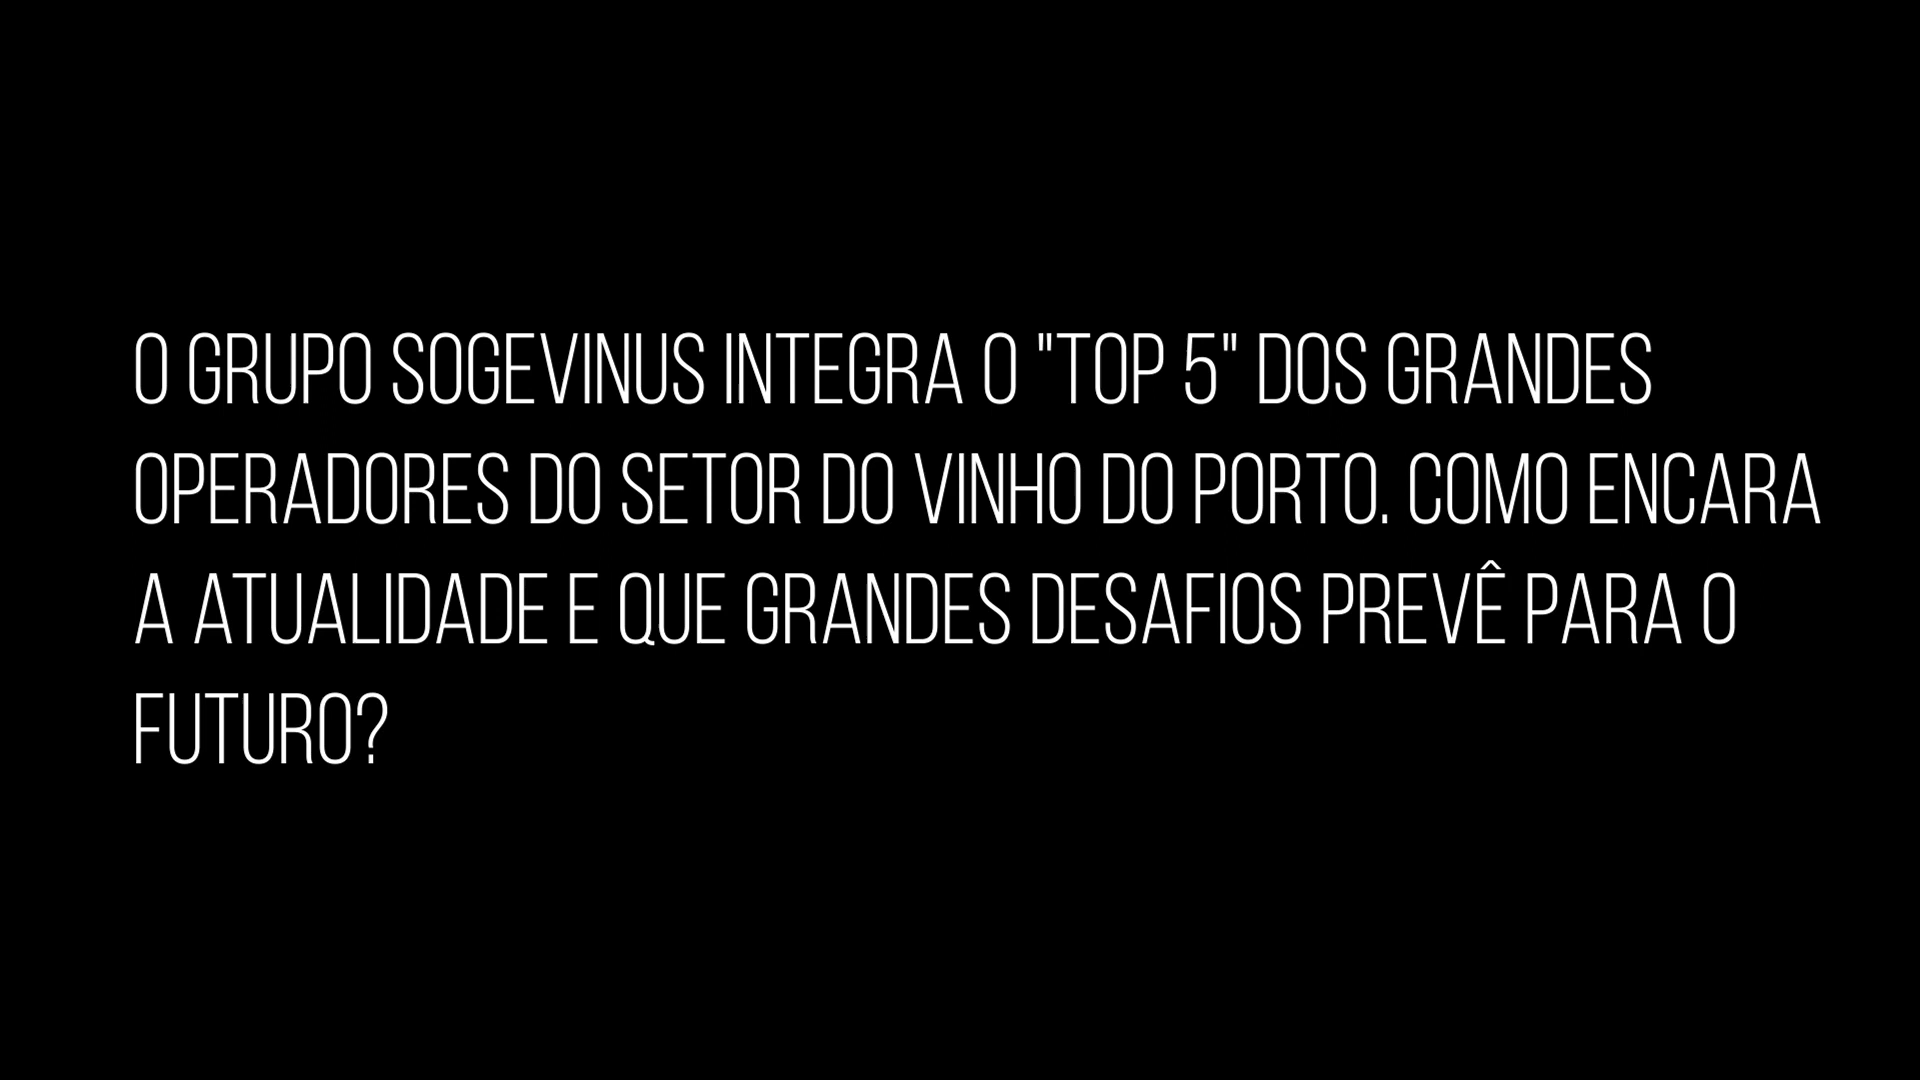 O GRUPO SOGEVINUS INTEGRA O "TOP 5" DOS GRANDES
OPERADORES DO SETOR DO VINHO DO PORTO. COMO ENCARA
A ATUALIDADE E QUE GRANDES DESAFIOS PREVÊ PARA O
FUTURO?